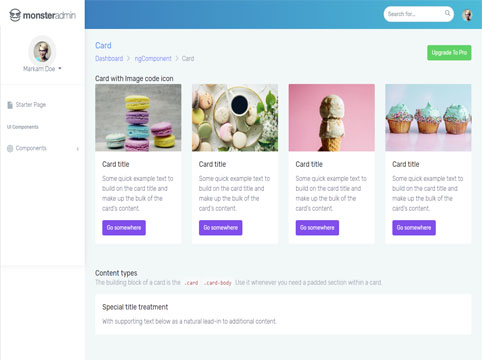 monsteradmin
Search for...
Markarn Doe
Card
Dashboard > ngComponent > Card
Upgrade To Pro
Starter Page
UI Components
Components
Card with Image code icon
Card title
Some quick example text to
build on the card title and
make up the bulk of the
card's content.
Go somewhere
Card title
Some quick example text to
build on the card title and
make up the bulk of the
card's content.
Go somewhere
Card title
Some quick example text to
build on the card title and
make up the bulk of the
card's content.
Go somewhere
Card title
Some quick example text to
build on the card title and
make up the bulk of the
card's content.
Go somewhere
Content types
The building block of a card is the .card .card-body Use it whenever you need a padded section within a card.
Special title treatment
With supporting text below as a natural lead-in to additional content.